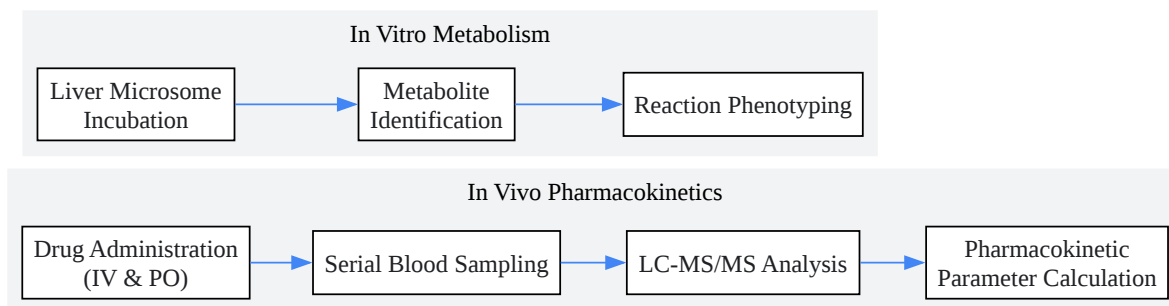 In Vitro Metabolism
Liver Microsome
Incubation
Metabolite
Identification
Reaction Phenotyping
In Vivo Pharmacokinetics
Drug Administration
(IV & PO)
Serial Blood Sampling
LC-MS/MS Analysis
Pharmacokinetic
Parameter Calculation